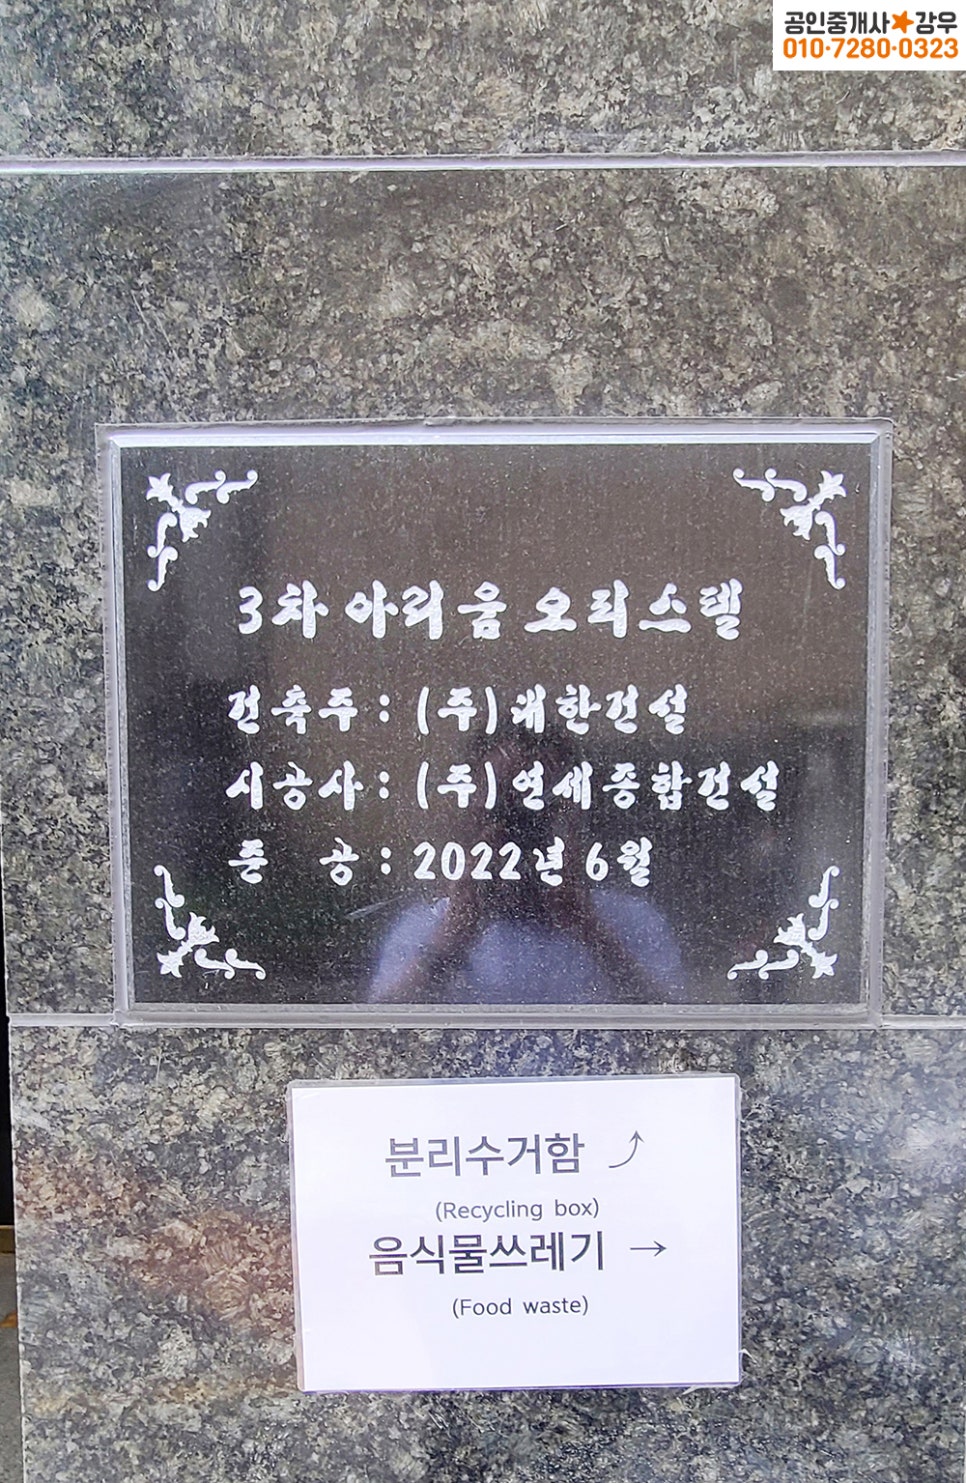 공인중개사★강우
010·7280·0323
3차 아리움 오피스텔
건축주 : (주)대한건설
시공사 : (주)연세종합건설
준 공 : 2022년 6월
분리수거함 ⤴
(Recycling box)
음식물쓰레기 →
(Food waste)